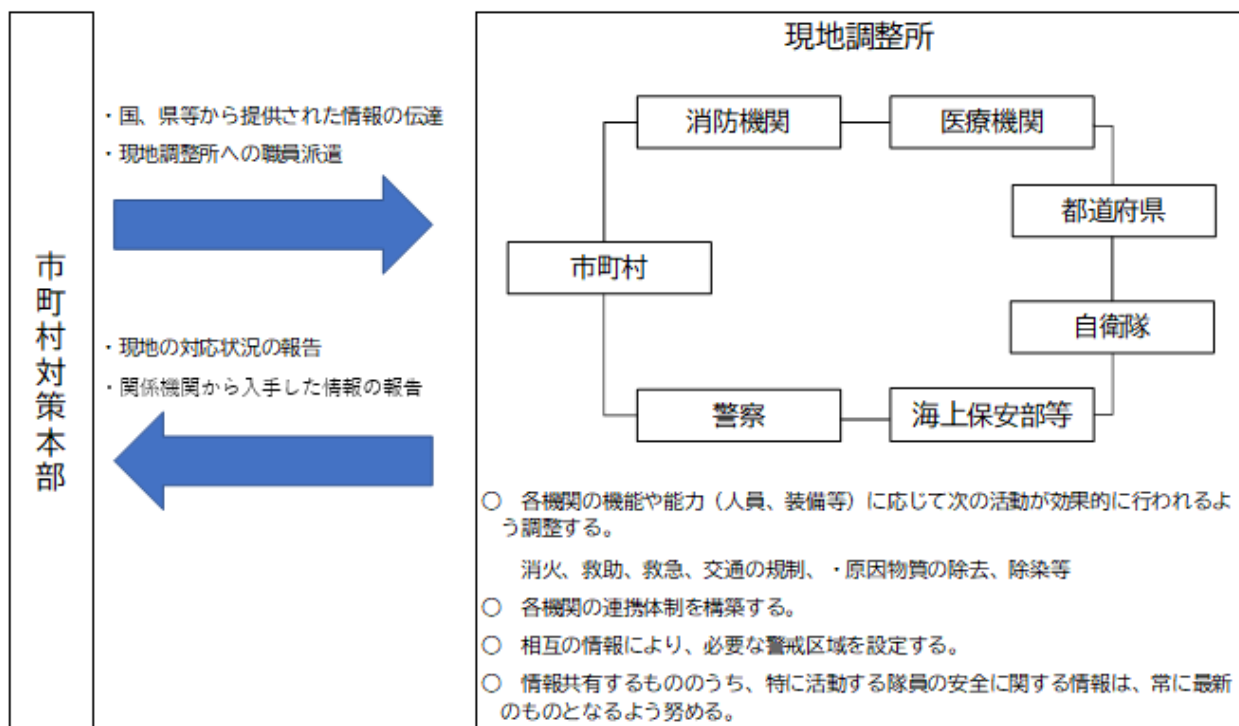 市町村対策本部
・国、県等から提供された情報の伝達
・現地調整所への職員派遣
・現地の対応状況の報告
・関係機関から入手した情報の報告
現地調整所
消防機関
医療機関
都道府県
市町村
自衛隊
警察
海上保安部等
○　各機関の機能や能力（人員、装備等）に応じて次の活動が効果的に行われるよ
う調整する。
消火、救助、救急、交通の規制、・原因物質の除去、除染等
○　各機関の連携体制を構築する。
○　相互の情報により、必要な警戒区域を設定する。
○　情報共有するもののうち、特に活動する隊員の安全に関する情報は、常に最新
のものとなるよう努める。